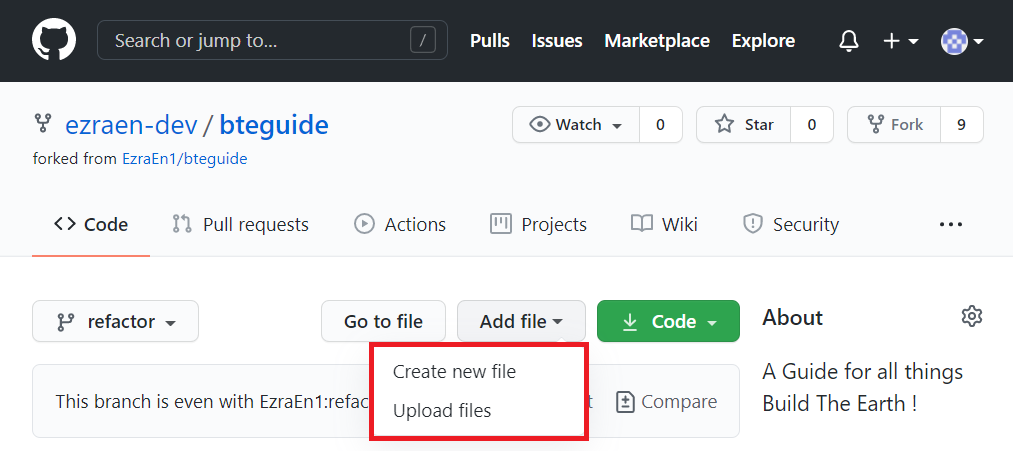 Search or jump to... /
Pulls Issues Marketplace Explore
ezraen-dev / bteguide
Watch 0 Star 0 Fork 9
forked from EzraEn1/bteguide
Code Pull requests Actions Projects Wiki Security ...
refactor Go to file Add file Code
Create new file
Upload files
This branch is even with EzraEn1:refac
Compare
About
A Guide for all things
Build The Earth !